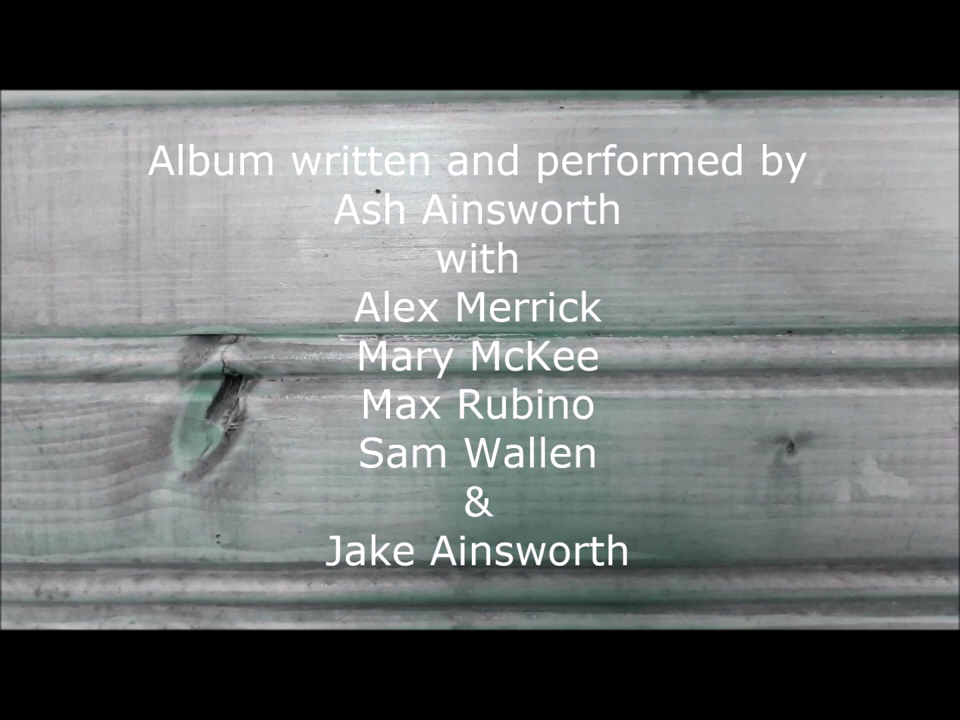 Album written and performed by
Ash Ainsworth
with
Alex Merrick
Mary McKee
Max Rubino
Sam Wallen
&
Jake Ainsworth